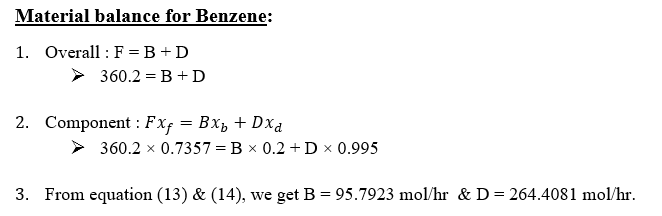 Material balance for Benzene:
1. Overall : F = B + D
➢ 360.2 = B + D
2. Component : Fx_f = Bx_b + Dx_d
➢ 360.2 × 0.7357 = B × 0.2 + D × 0.995
3. From equation (13) & (14), we get B = 95.7923 mol/hr & D = 264.4081 mol/hr.